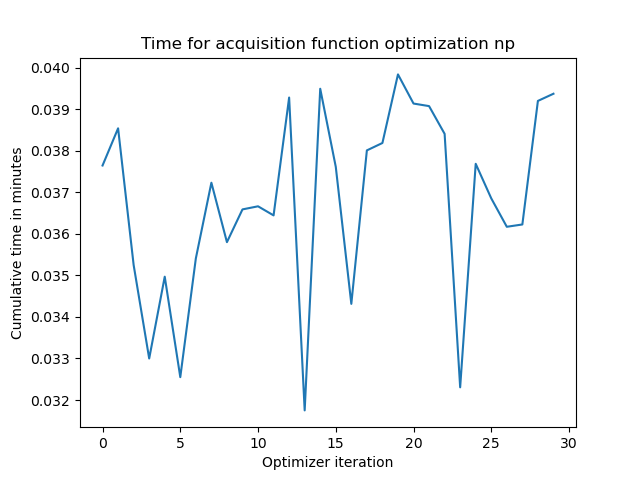 Time for acquisition function optimization np
0.040
0.039
0.038
0.037
0.036
0.035
0.034
0.033
0.032
Cumulative time in minutes
0 5 10 15 20 25 30
Optimizer iteration